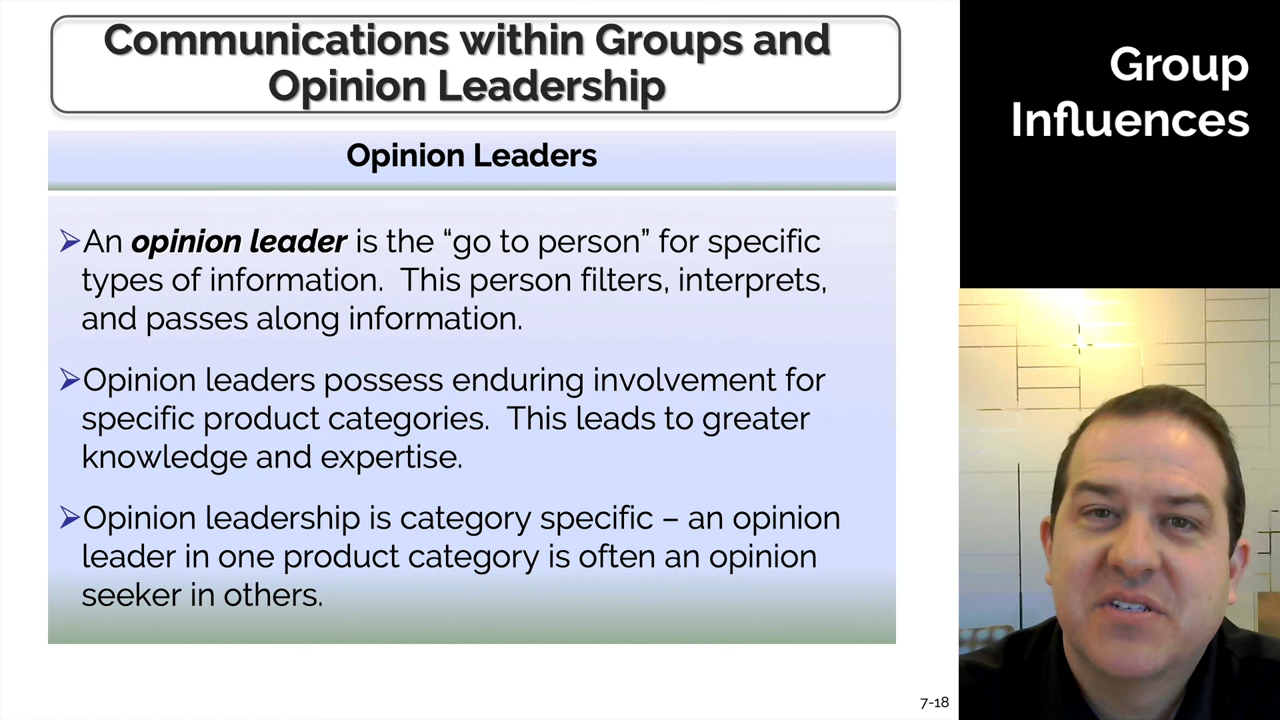 Communications within Groups and
Opinion Leadership
Opinion Leaders
➢An opinion leader is the “go to person” for specific
types of information.  This person filters, interprets,
and passes along information.
➢Opinion leaders possess enduring involvement for
specific product categories.  This leads to greater
knowledge and expertise.
➢Opinion leadership is category specific – an opinion
leader in one product category is often an opinion
seeker in others.
7-18
Group
Influences